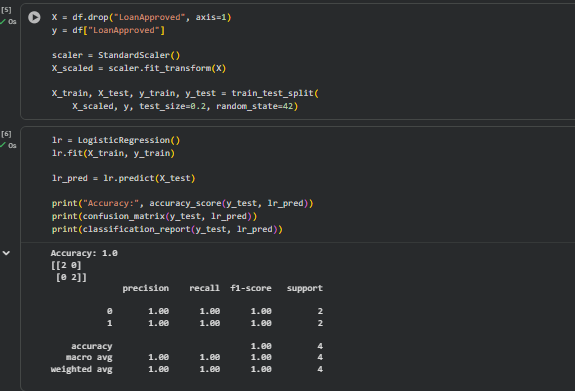 [5]
✓ 0s
X = df.drop("LoanApproved", axis=1)
y = df["LoanApproved"]
scaler = StandardScaler()
X_scaled = scaler.fit_transform(X)
X_train, X_test, y_train, y_test = train_test_split(
    X_scaled, y, test_size=0.2, random_state=42)
[6]
✓ 0s
lr = LogisticRegression()
lr.fit(X_train, y_train)
lr_pred = lr.predict(X_test)
print("Accuracy:", accuracy_score(y_test, lr_pred))
print(confusion_matrix(y_test, lr_pred))
print(classification_report(y_test, lr_pred))
Accuracy: 1.0
[[2 0]
 [0 2]]
              precision    recall  f1-score   support
           0       1.00      1.00      1.00         2
           1       1.00      1.00      1.00         2
    accuracy                           1.00         4
   macro avg       1.00      1.00      1.00         4
weighted avg       1.00      1.00      1.00         4